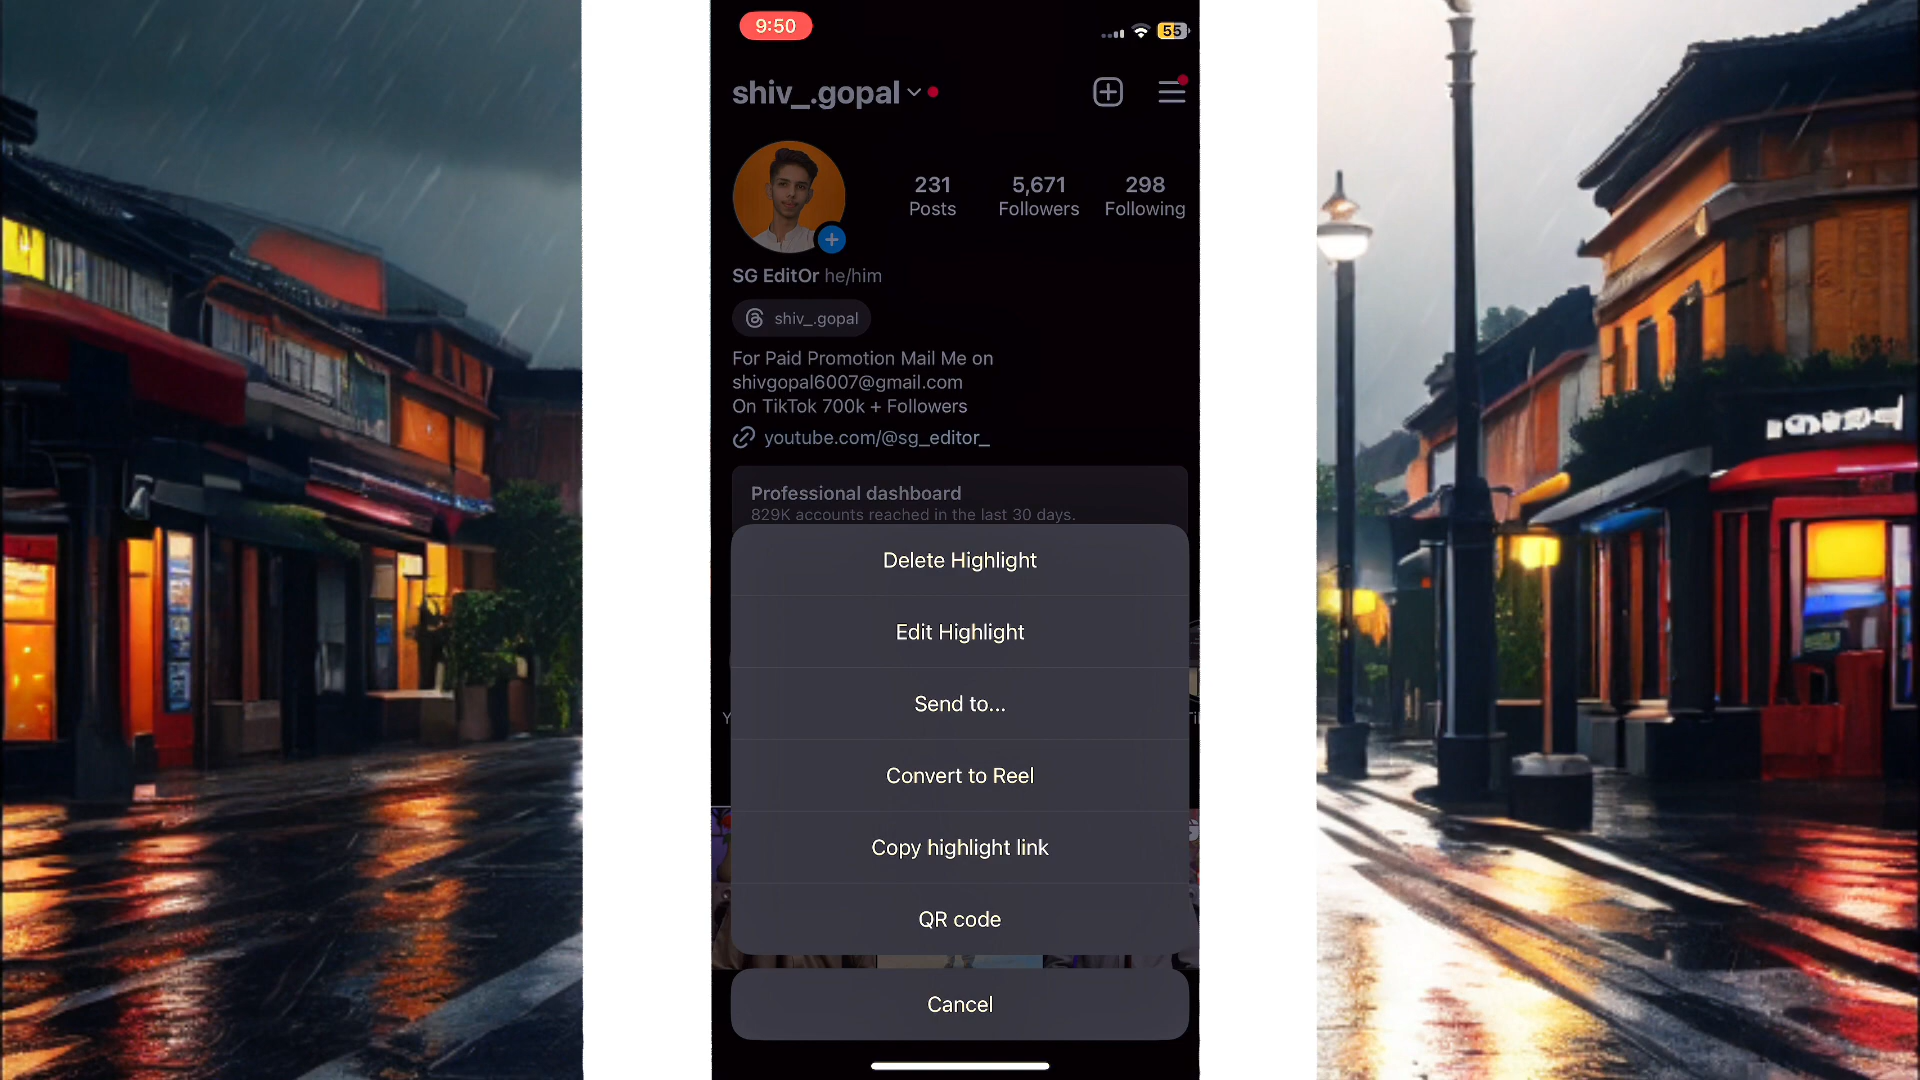 9:50
55
shiv_.gopal
231
5,671
298
Posts
Followers
Following
SG EditOr he/him
shiv_.gopal
For Paid Promotion Mail Me on
shivgopal6007@gmail.com
On TikTok 700k + Followers
youtube.com/@sg_editor_
Professional dashboard
829K accounts reached in the last 30 days.
Delete Highlight
Edit Highlight
Send to...
Convert to Reel
Copy highlight link
QR code
Cancel